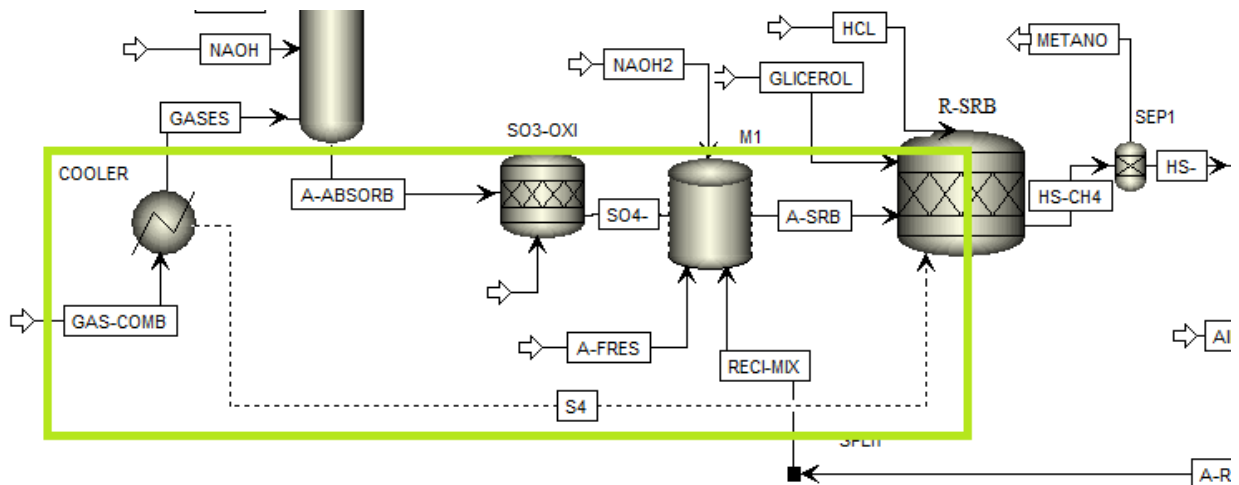 HCL
METANO
NAOH
NAOH2
GLICEROL
R-SRB
GASES
SEP1
SO3-OXI
M1
COOLER
HS-
A-ABSORB
HS-CH4
SO4-
A-SRB
GAS-COMB
A-FRES
RECI-MIX
S4